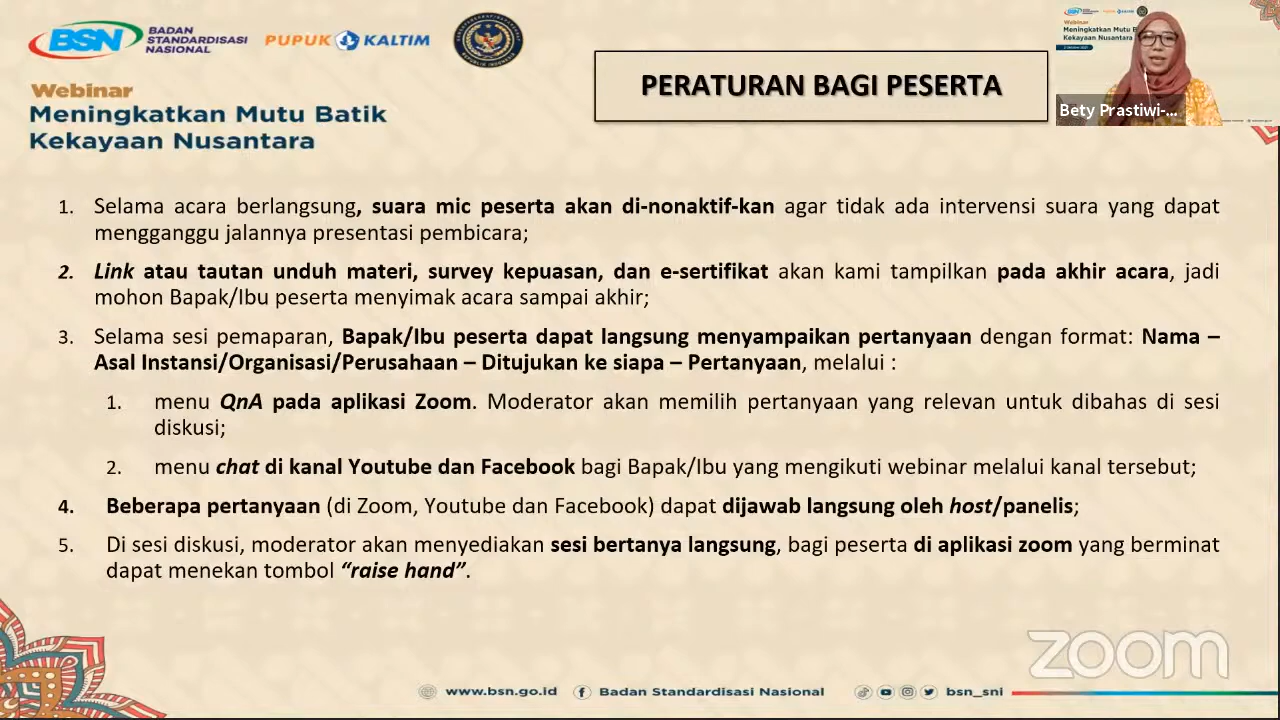 BSN BADAN
STANDARDISASI
NASIONAL
PUPUK KALTIM
Webinar
Meningkatkan Mutu Batik
Kekayaan Nusantara
PERATURAN BAGI PESERTA
Webinar
Meningkatkan Mutu B
Kekayaan Nusantara
Bety Prastiwi-...
1. Selama acara berlangsung, suara mic peserta akan di-nonaktif-kan agar tidak ada intervensi suara yang dapat
mengganggu jalannya presentasi pembicara;
2. Link atau tautan unduh materi, survey kepuasan, dan e-sertifikat akan kami tampilkan pada akhir acara, jadi
mohon Bapak/Ibu peserta menyimak acara sampai akhir;
3. Selama sesi pemaparan, Bapak/Ibu peserta dapat langsung menyampaikan pertanyaan dengan format: Nama –
Asal Instansi/Organisasi/Perusahaan – Ditujukan ke siapa – Pertanyaan, melalui :
1. menu QnA pada aplikasi Zoom. Moderator akan memilih pertanyaan yang relevan untuk dibahas di sesi
diskusi;
2. menu chat di kanal Youtube dan Facebook bagi Bapak/Ibu yang mengikuti webinar melalui kanal tersebut;
4. Beberapa pertanyaan (di Zoom, Youtube dan Facebook) dapat dijawab langsung oleh host/panelis;
5. Di sesi diskusi, moderator akan menyediakan sesi bertanya langsung, bagi peserta di aplikasi zoom yang berminat
dapat menekan tombol “raise hand”.
zoom
www.bsn.go.id Badan Standardisasi Nasional bsn_sni